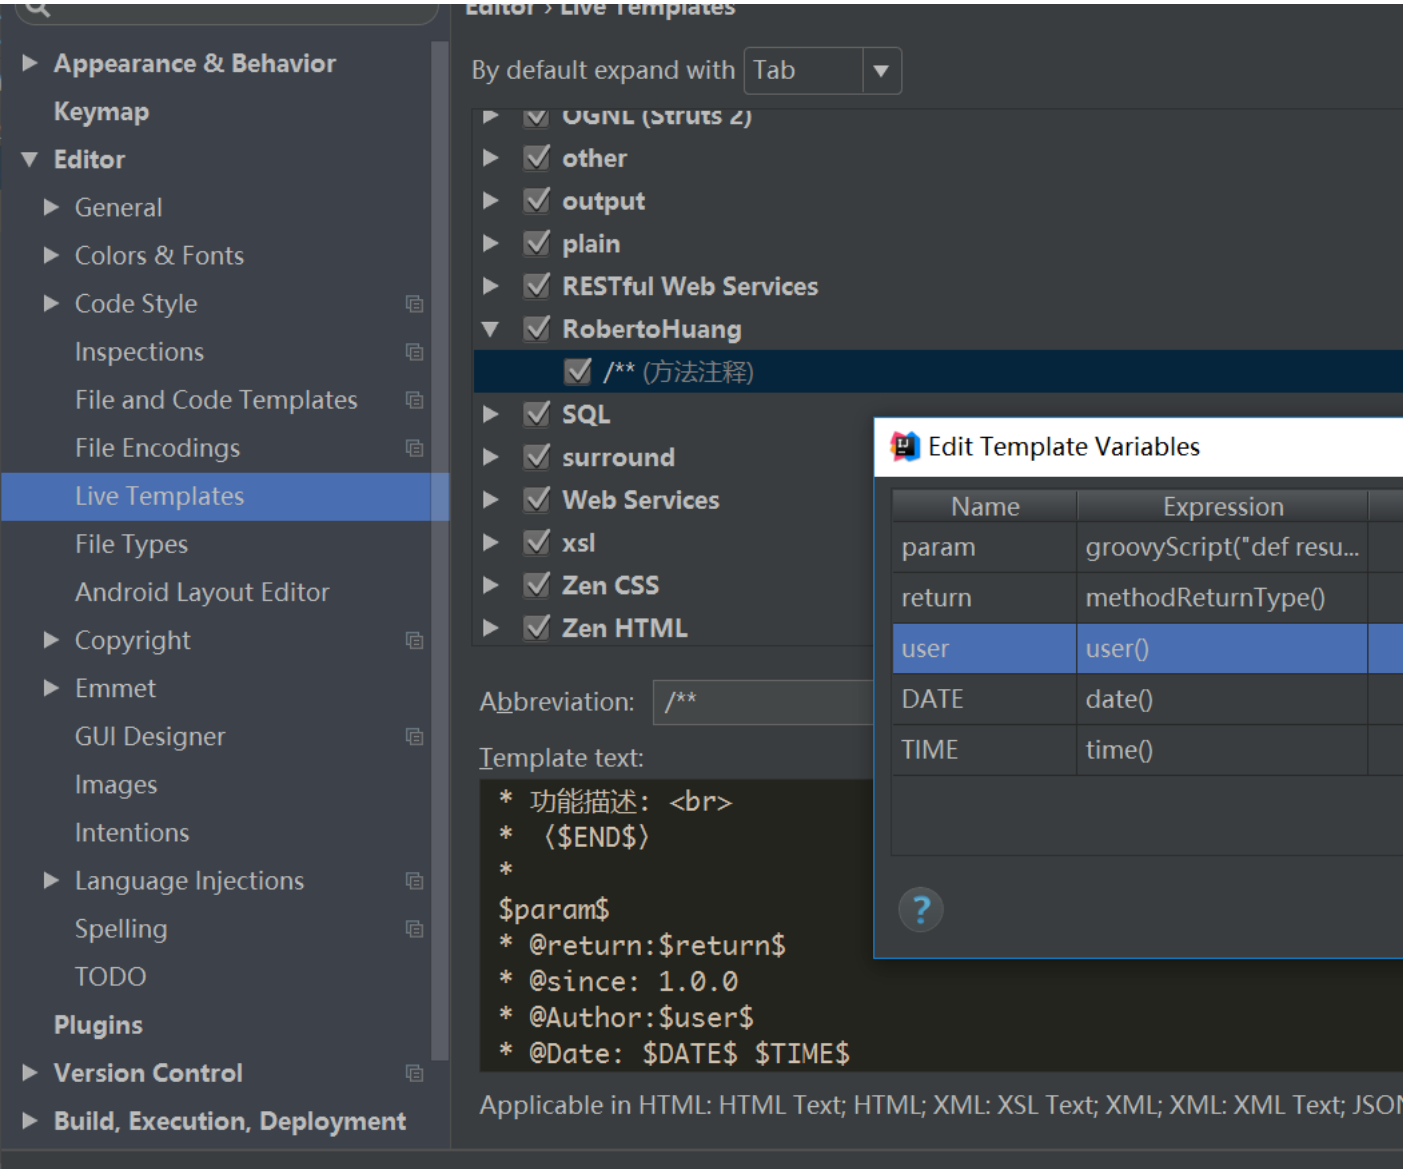 Editor › Live Templates
Appearance & Behavior
Keymap
Editor
General
Colors & Fonts
Code Style
Inspections
File and Code Templates
File Encodings
Live Templates
File Types
Android Layout Editor
Copyright
Emmet
GUI Designer
Images
Intentions
Language Injections
Spelling
TODO
Plugins
Version Control
Build, Execution, Deployment
By default expand with Tab
OGNL (Struts 2)
other
output
plain
RESTful Web Services
RobertoHuang
/** (方法注释)
SQL
surround
Web Services
xsl
Zen CSS
Zen HTML
Abbreviation: /**
Template text:
* 功能描述: <br>
* 〈$END$〉
*
$param$
* @return:$return$
* @since: 1.0.0
* @Author:$user$
* @Date: $DATE$ $TIME$
Applicable in HTML: HTML Text; HTML; XML: XSL Text; XML; XML: XML Text; JSON
Edit Template Variables
Name Expression
param groovyScript("def resu...
return methodReturnType()
user user()
DATE date()
TIME time()
?